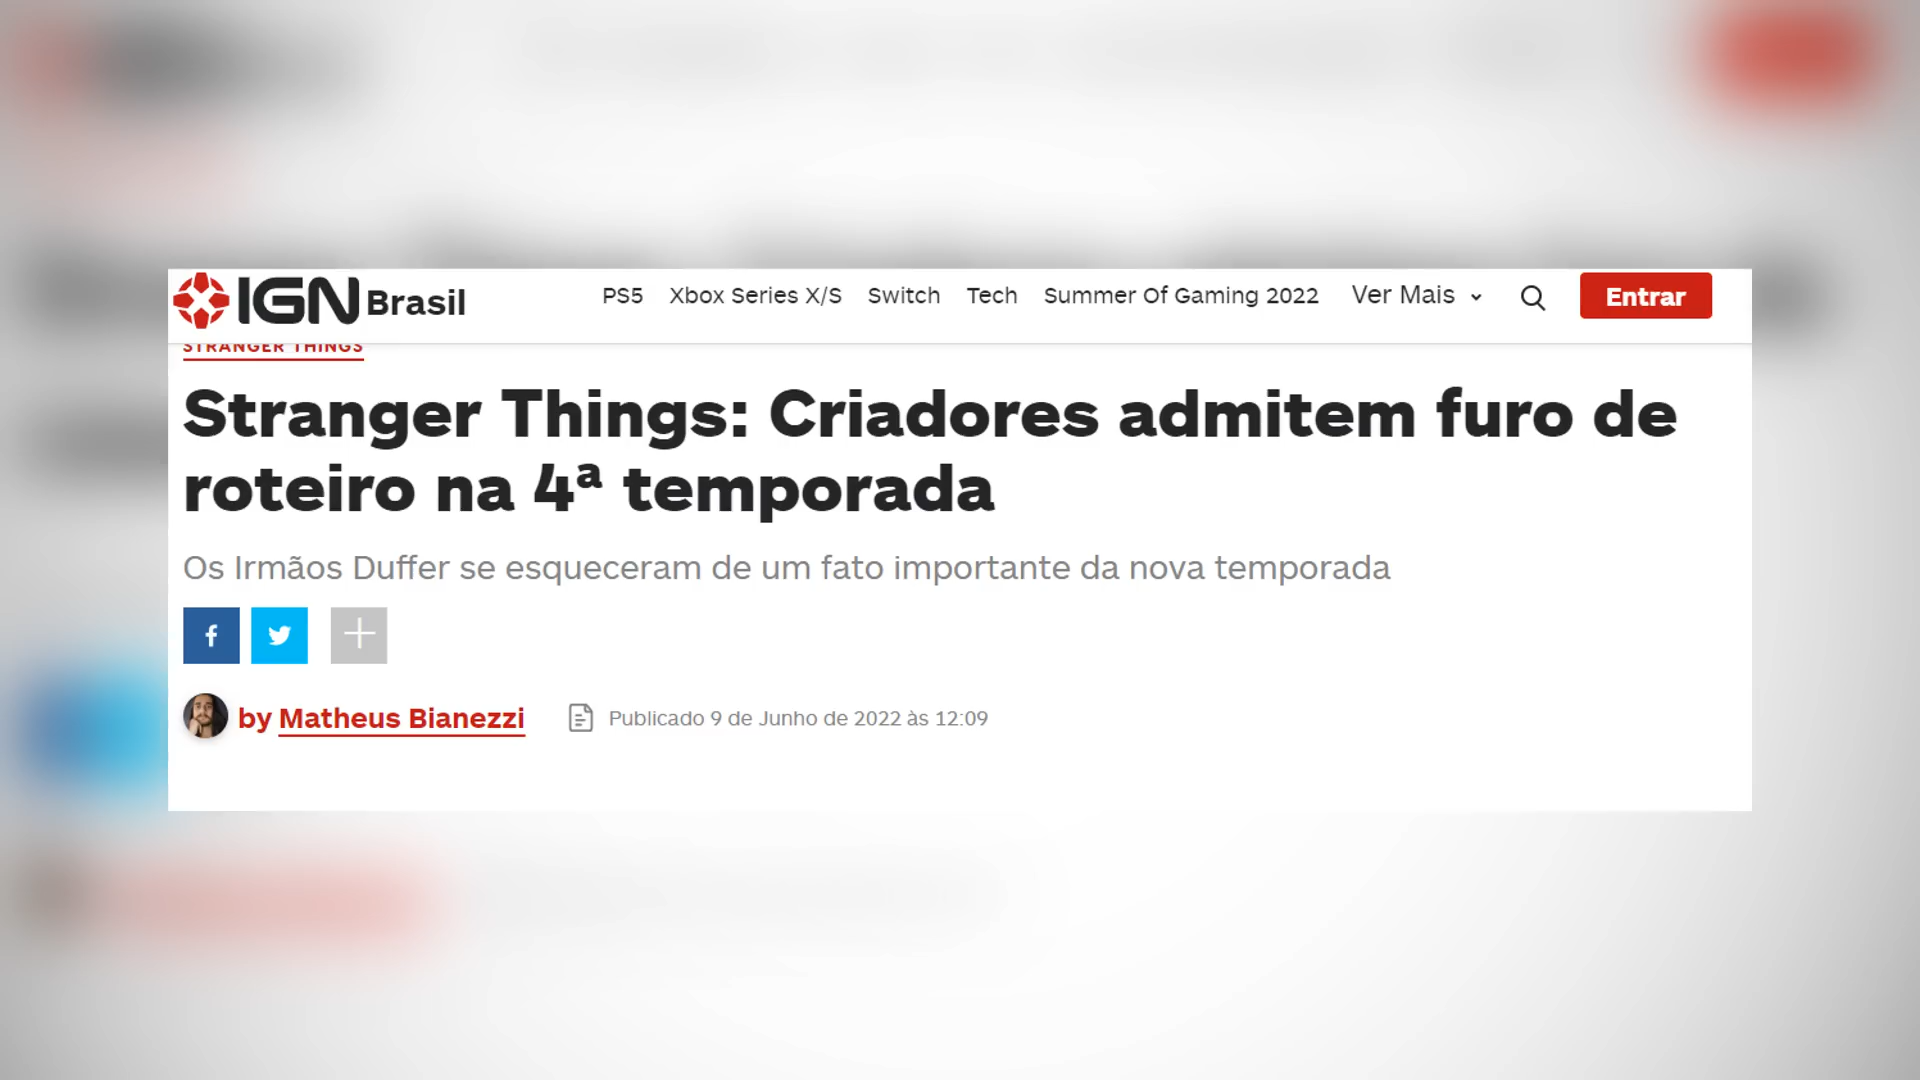 IGN Brasil
PS5 Xbox Series X/S Switch Tech Summer Of Gaming 2022 Ver Mais Entrar
STRANGER THINGS
Stranger Things: Criadores admitem furo de
roteiro na 4ª temporada
Os Irmãos Duffer se esqueceram de um fato importante da nova temporada
by Matheus Bianezzi Publicado 9 de Junho de 2022 às 12:09